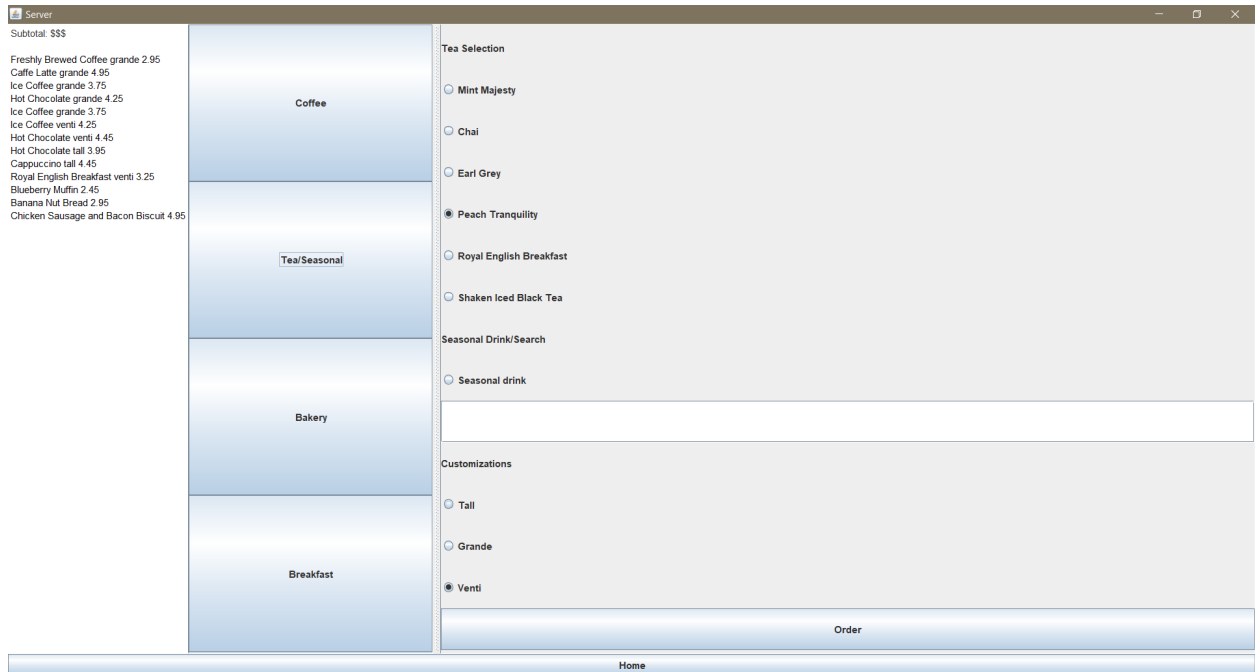 Server
Subtotal: $$$
Freshly Brewed Coffee grande 2.95
Caffe Latte grande 4.95
Ice Coffee grande 3.75
Hot Chocolate grande 4.25
Ice Coffee grande 3.75
Ice Coffee venti 4.25
Hot Chocolate venti 4.45
Hot Chocolate tall 3.95
Cappuccino tall 4.45
Royal English Breakfast venti 3.25
Blueberry Muffin 2.45
Banana Nut Bread 2.95
Chicken Sausage and Bacon Biscuit 4.95
Coffee
Tea/Seasonal
Bakery
Breakfast
Tea Selection
Mint Majesty
Chai
Earl Grey
Peach Tranquility
Royal English Breakfast
Shaken Iced Black Tea
Seasonal Drink/Search
Seasonal drink
Customizations
Tall
Grande
Venti
Order
Home